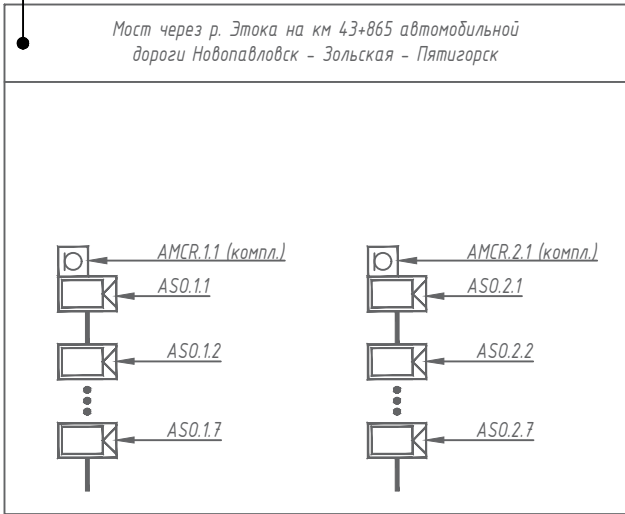 Мост через р. Этока на км 43+865 автомобильной
дороги Новопавловск - Зольская - Пятигорск
AMCR.1.1 (компл.)
ASO.1.1
ASO.1.2
ASO.1.7
AMCR.2.1 (компл.)
ASO.2.1
ASO.2.2
ASO.2.7